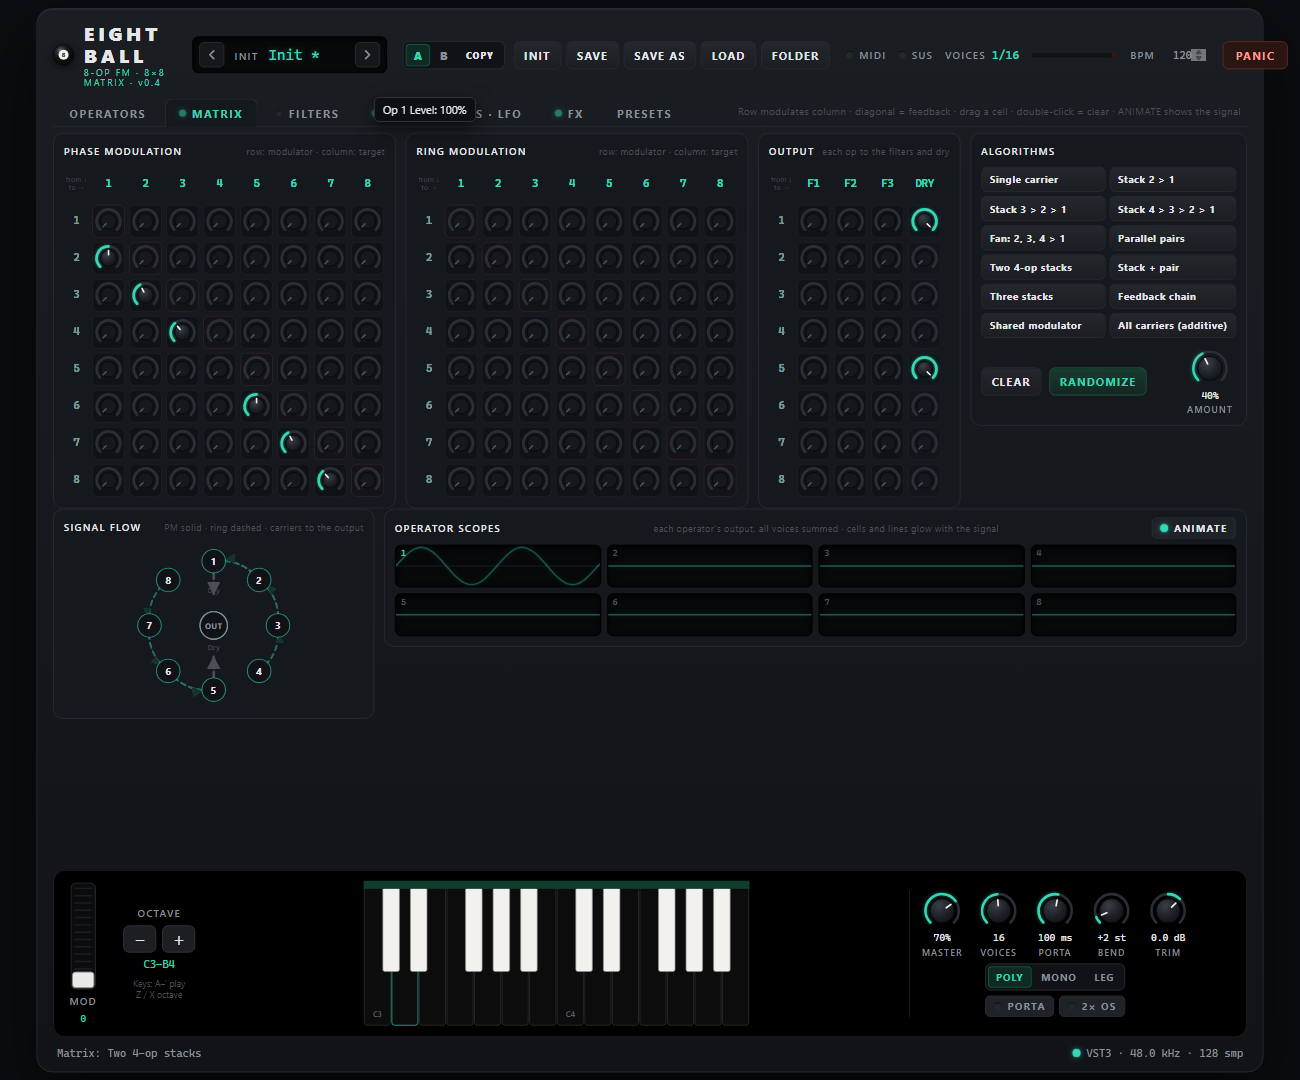 EIGHT BALL
8-OP FM · 8×8 MATRIX · v0.4
INIT Init *
A B COPY INIT SAVE SAVE AS LOAD FOLDER
MIDI SUS VOICES 1/16 BPM 120 PANIC
OPERATORS MATRIX FILTERS S · LFO FX PRESETS
Op 1 Level: 100%
Row modulates column · diagonal = feedback · drag a cell · double-click = clear · ANIMATE shows the signal
PHASE MODULATION row: modulator · column: target
from ↓ to →
1 2 3 4 5 6 7 8
1
2
3
4
5
6
7
8
RING MODULATION row: modulator · column: target
from ↓ to →
1 2 3 4 5 6 7 8
1
2
3
4
5
6
7
8
OUTPUT each op to the filters and dry
F1 F2 F3 DRY
1
2
3
4
5
6
7
8
ALGORITHMS
Single carrier
Stack 2 > 1
Stack 3 > 2 > 1
Stack 4 > 3 > 2 > 1
Fan: 2, 3, 4 > 1
Parallel pairs
Two 4-op stacks
Stack + pair
Three stacks
Feedback chain
Shared modulator
All carriers (additive)
CLEAR RANDOMIZE
40%
AMOUNT
SIGNAL FLOW PM solid · ring dashed · carriers to the output
1
2
3
4
5
6
7
8
OUT
Dry
Dry
OPERATOR SCOPES each operator's output, all voices summed · cells and lines glow with the signal ANIMATE
1 2 3 4
5 6 7 8
MOD
0
OCTAVE
− +
C3–B4
Keys: A–' play
Z / X octave
C3 C4
70% 16 100 ms +2 st 0.0 dB
MASTER VOICES PORTA BEND TRIM
POLY MONO LEG
PORTA 2× OS
Matrix: Two 4-op stacks
VST3 · 48.0 kHz · 128 smp